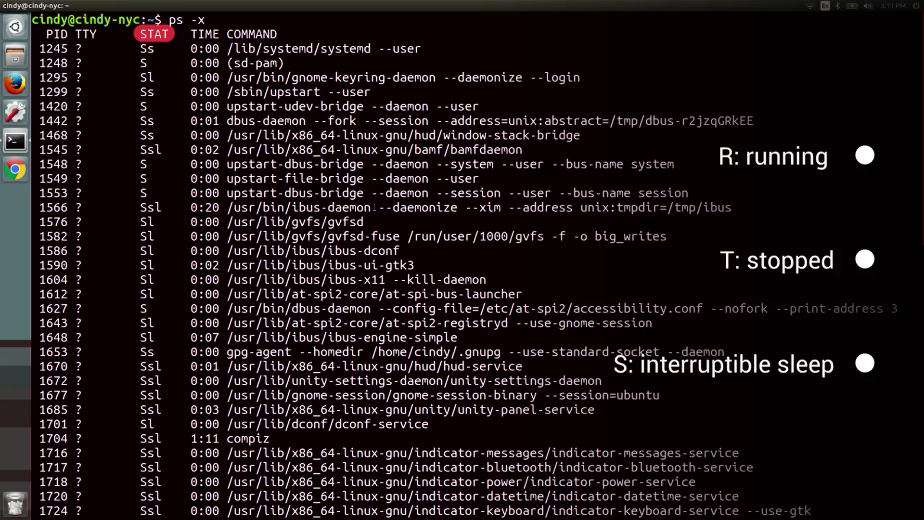 cindy@cindy-nyc: ~
3:11 PM
cindy@cindy-nyc:~$ ps -x
PID TTY STAT TIME COMMAND
1245 ? Ss 0:00 /lib/systemd/systemd --user
1248 ? S 0:00 (sd-pam)
1295 ? Sl 0:00 /usr/bin/gnome-keyring-daemon --daemonize --login
1299 ? Ss 0:00 /sbin/upstart --user
1420 ? S 0:00 upstart-udev-bridge --daemon --user
1442 ? Ss 0:01 dbus-daemon --fork --session --address=unix:abstract=/tmp/dbus-r2jzqGRkEE
1468 ? Ss 0:00 /usr/lib/x86_64-linux-gnu/hud/window-stack-bridge
1545 ? Ssl 0:02 /usr/lib/x86_64-linux-gnu/bamf/bamfdaemon
1548 ? S 0:00 upstart-dbus-bridge --daemon --system --user --bus-name system
1549 ? S 0:00 upstart-file-bridge --daemon --user
1553 ? S 0:00 upstart-dbus-bridge --daemon --session --user --bus-name session
1566 ? Ssl 0:20 /usr/bin/ibus-daemon --daemonize --xim --address unix:tmpdir=/tmp/ibus
1576 ? Sl 0:00 /usr/lib/gvfs/gvfsd
1582 ? Sl 0:00 /usr/lib/gvfs/gvfsd-fuse /run/user/1000/gvfs -f -o big_writes
1586 ? Sl 0:00 /usr/lib/ibus/ibus-dconf
1590 ? Sl 0:02 /usr/lib/ibus/ibus-ui-gtk3
1604 ? Sl 0:00 /usr/lib/ibus/ibus-x11 --kill-daemon
1612 ? Sl 0:00 /usr/lib/at-spi2-core/at-spi-bus-launcher
1627 ? S 0:00 /usr/bin/dbus-daemon --config-file=/etc/at-spi2/accessibility.conf --nofork --print-address 3
1643 ? Sl 0:00 /usr/lib/at-spi2-core/at-spi2-registryd --use-gnome-session
1648 ? Sl 0:07 /usr/lib/ibus/ibus-engine-simple
1653 ? Ss 0:00 gpg-agent --homedir /home/cindy/.gnupg --use-standard-socket --daemon
1670 ? Ssl 0:01 /usr/lib/x86_64-linux-gnu/hud/hud-service
1672 ? Ssl 0:00 /usr/lib/unity-settings-daemon/unity-settings-daemon
1677 ? Ssl 0:00 /usr/lib/gnome-session/gnome-session-binary --session=ubuntu
1685 ? Ssl 0:03 /usr/lib/x86_64-linux-gnu/unity/unity-panel-service
1701 ? Sl 0:00 /usr/lib/dconf/dconf-service
1704 ? Ssl 1:11 compiz
1716 ? Ssl 0:00 /usr/lib/x86_64-linux-gnu/indicator-messages/indicator-messages-service
1717 ? Ssl 0:00 /usr/lib/x86_64-linux-gnu/indicator-bluetooth/indicator-bluetooth-service
1718 ? Ssl 0:00 /usr/lib/x86_64-linux-gnu/indicator-power/indicator-power-service
1720 ? Ssl 0:00 /usr/lib/x86_64-linux-gnu/indicator-datetime/indicator-datetime-service
1724 ? Ssl 0:00 /usr/lib/x86_64-linux-gnu/indicator-keyboard/indicator-keyboard-service --use-gtk
R: running
T: stopped
S: interruptible sleep